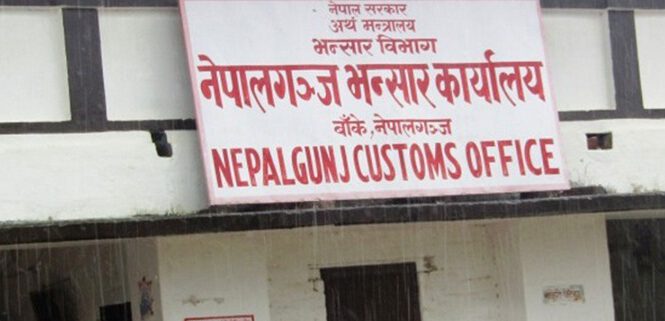 नेपाल सरकार
अर्थ मन्त्रालय
भन्सार विभाग
नेपालगञ्ज भन्सार कार्यालय
बाँके, नेपालगञ्ज
NEPALGUNJ CUSTOMS OFFICE